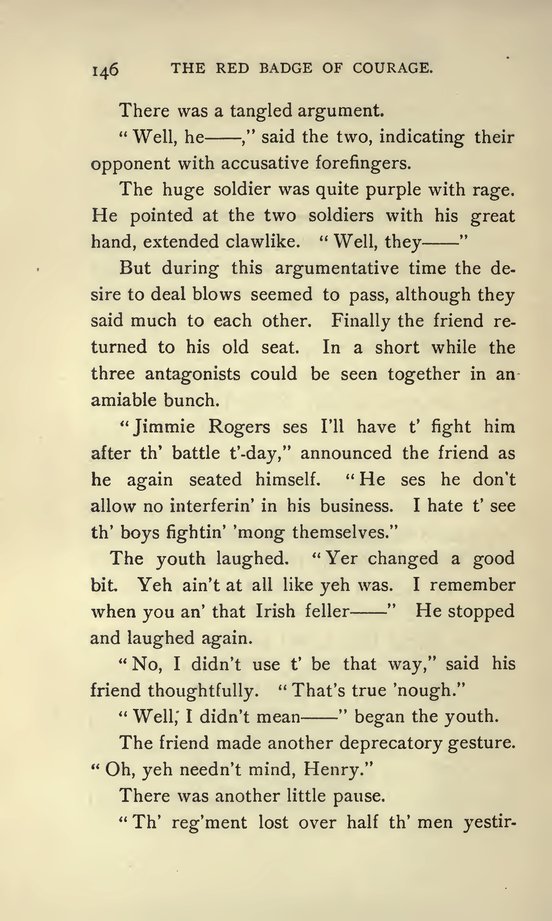 146 THE RED BADGE OF COURAGE.
There was a tangled argument.
“ Well, he——,” said the two, indicating their
opponent with accusative forefingers.
The huge soldier was quite purple with rage.
He pointed at the two soldiers with his great
hand, extended clawlike. “ Well, they——”
But during this argumentative time the de-
sire to deal blows seemed to pass, although they
said much to each other. Finally the friend re-
turned to his old seat. In a short while the
three antagonists could be seen together in an
amiable bunch.
“ Jimmie Rogers ses I’ll have t’ fight him
after th’ battle t’-day,” announced the friend as
he again seated himself. “ He ses he don’t
allow no interferin’ in his business. I hate t’ see
th’ boys fightin’ ’mong themselves.”
The youth laughed. “ Yer changed a good
bit. Yeh ain’t at all like yeh was. I remember
when you an’ that Irish feller——” He stopped
and laughed again.
“ No, I didn’t use t’ be that way,” said his
friend thoughtfully. “ That’s true ’nough.”
“ Well, I didn’t mean——” began the youth.
The friend made another deprecatory gesture.
“ Oh, yeh needn’t mind, Henry.”
There was another little pause.
“ Th’ reg’ment lost over half th’ men yestir-